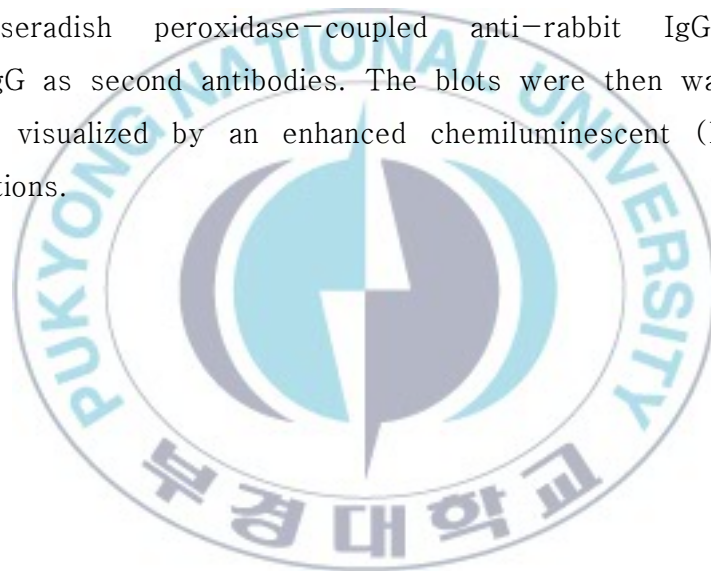 seradish peroxidase-coupled anti-rabbit IgG
gG as second antibodies. The blots were then wa
visualized by an enhanced chemiluminescent (
tions.
PUKYONG NATIONAL UNIVERSITY
부경대학교